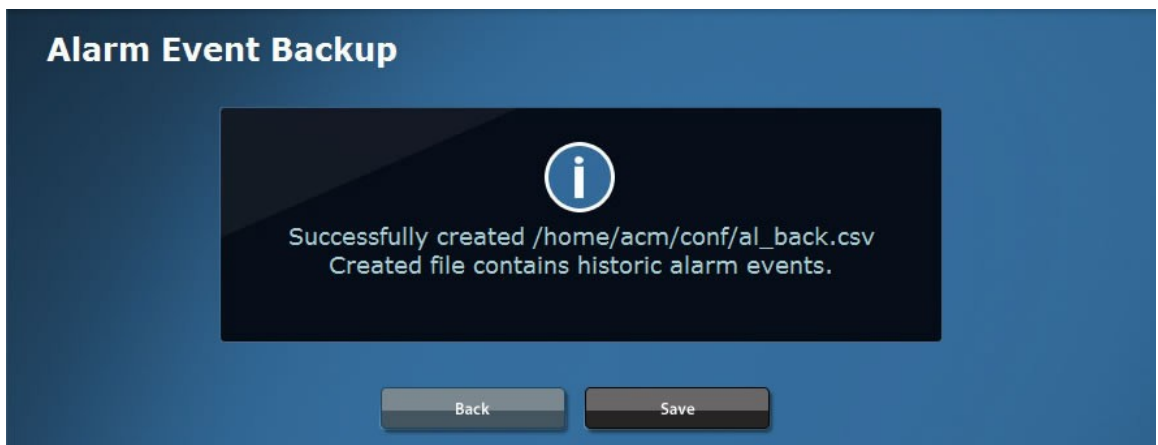 Alarm Event Backup
i
Successfully created /home/acm/conf/al_back.csv
Created file contains historic alarm events.
Back
Save